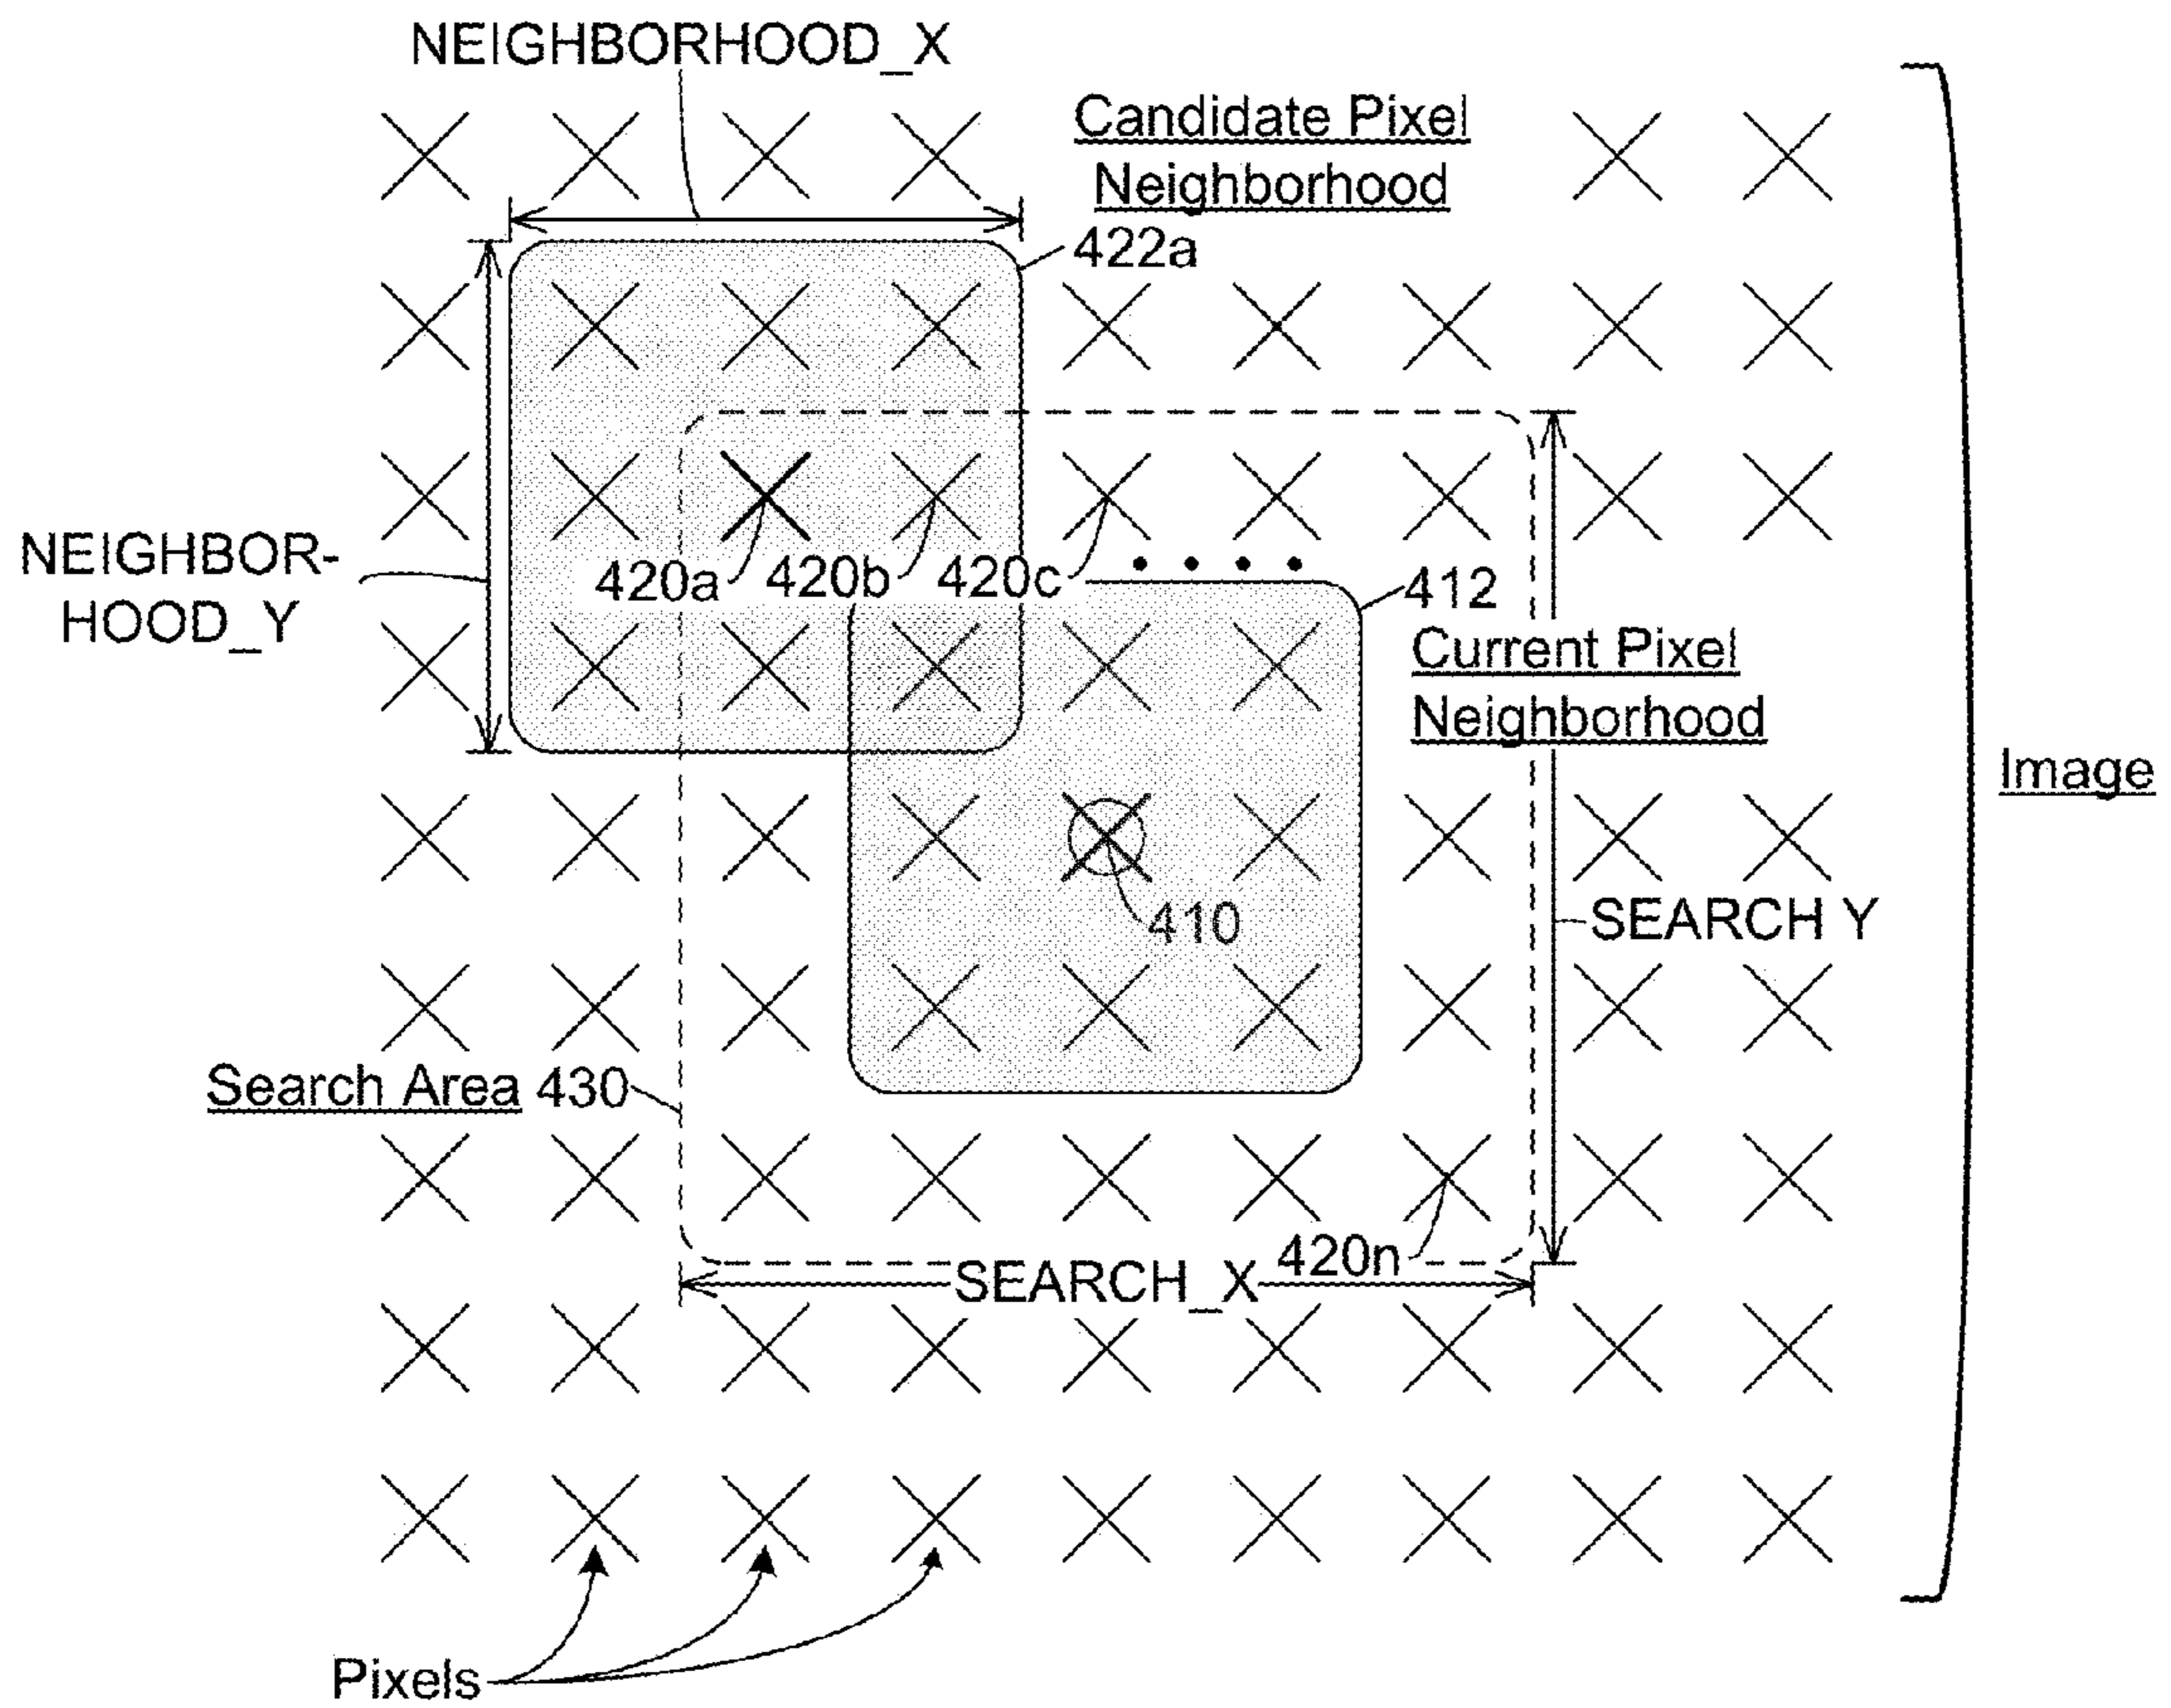 NEIGHBORHOOD_X
Candidate Pixel
Neighborhood
422a
NEIGHBOR-
HOOD_Y
420a
420b
420c
412
Current Pixel
Neighborhood
Image
410
SEARCH Y
Search Area 430
420n
SEARCH_X
Pixels